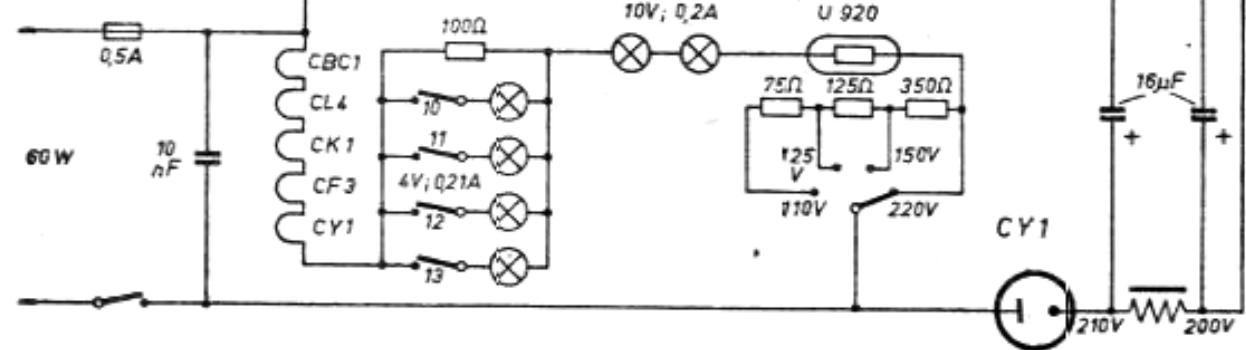 10V; 0,2A
U 920
100Ω
0,5A
CBC1
CL4
CK1
CF3
CY1
10
nF
60W
10
11
4V; 0,21A
12
13
75Ω
125Ω
350Ω
125
V
150V
110V
220V
16µF
+
+
CY1
210V
200V